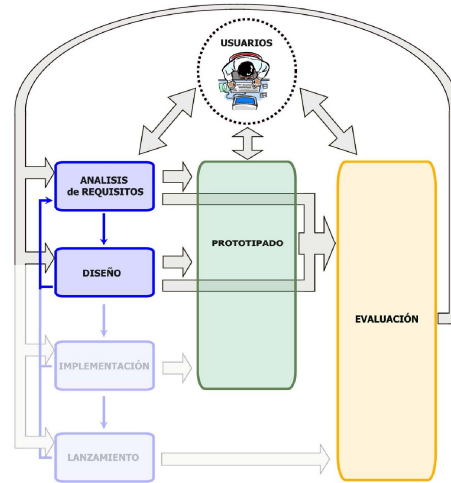 USUARIOS
ANALISIS
de REQUISITOS
PROTOTIPADO
DISEÑO
EVALUACIÓN
IMPLEMENTACIÓN
LANZAMIENTO